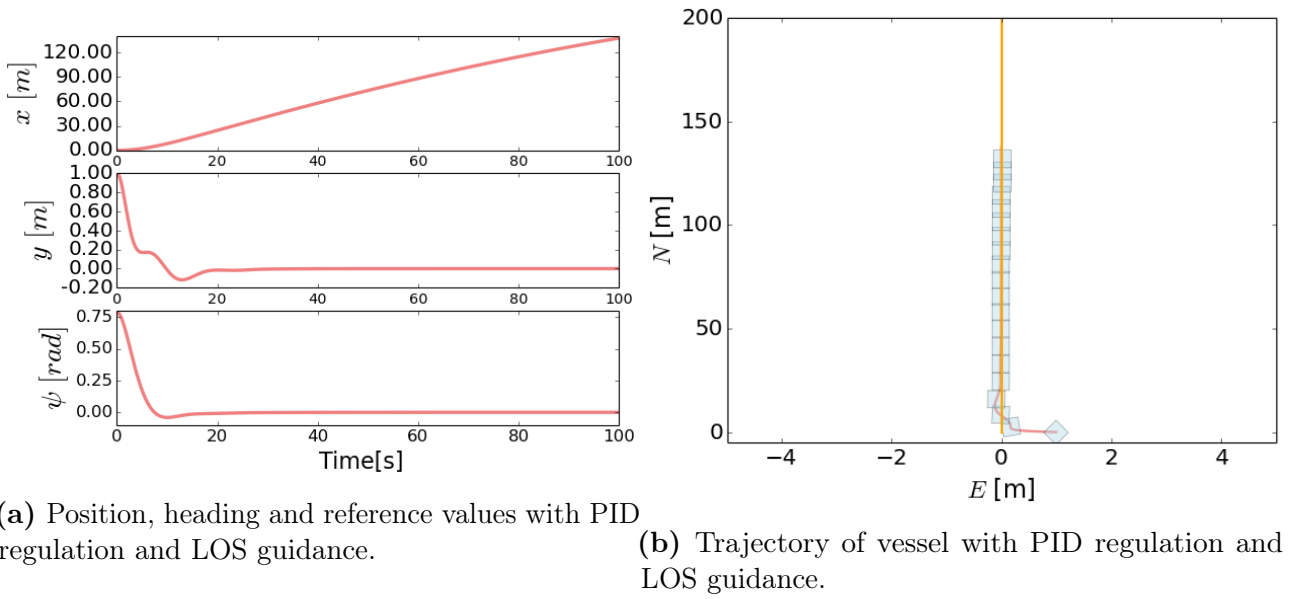 120.00
90.00
60.00
30.00
0.00
x [m]
0 20 40 60 80 100
1.00
0.80
0.60
0.40
0.20
0.00
-0.20
y [m]
0 20 40 60 80 100
0.75
0.50
0.25
0.00
ψ [rad]
0 20 40 60 80 100
Time[s]
(a) Position, heading and reference values with PID
regulation and LOS guidance.
200
150
100
50
0
N [m]
−4 −2 0 2 4
E [m]
(b) Trajectory of vessel with PID regulation and
LOS guidance.